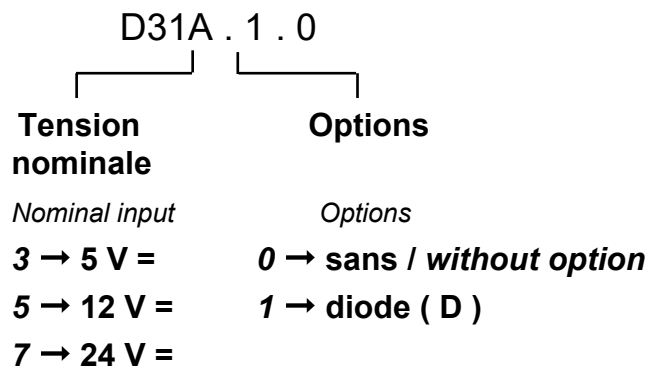 D31A . 1 . 0
Tension nominale Options
Nominal input Options
3 → 5 V = 0 → sans / without option
5 → 12 V = 1 → diode ( D )
7 → 24 V =